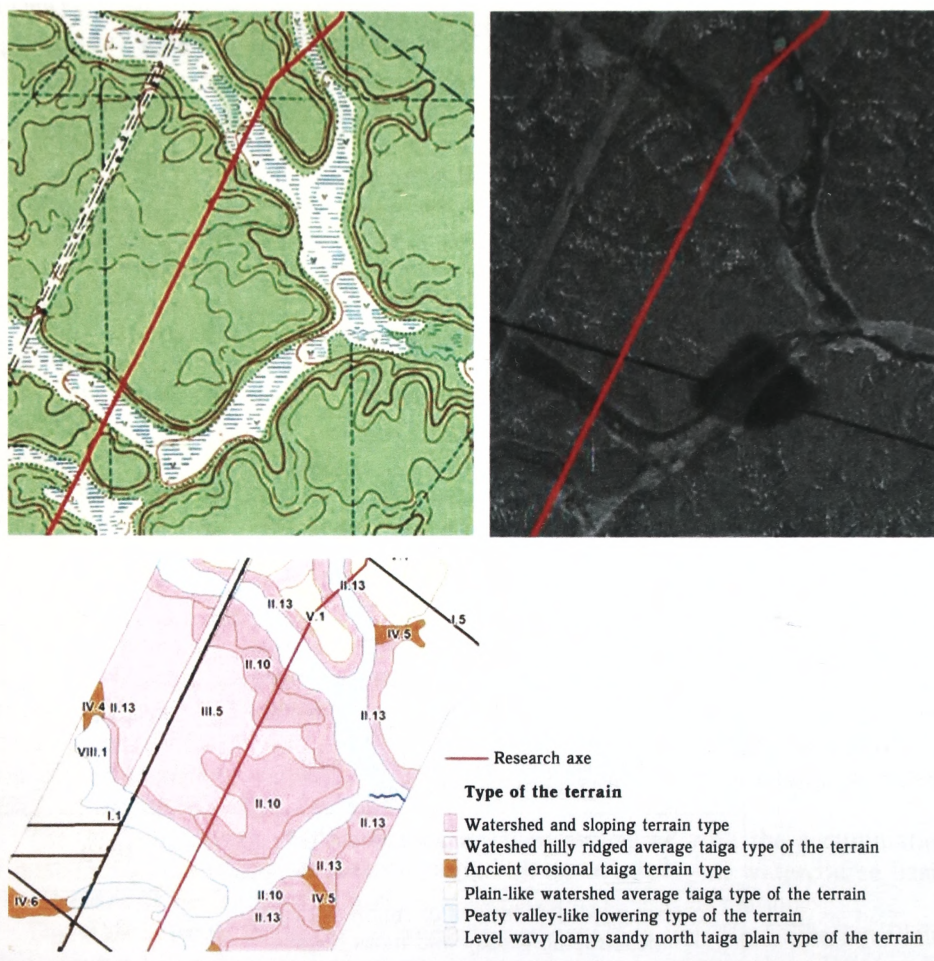 II.13
II.13
V.1
I.5
IV.5
II.10
IV.4 II.13
III.5
II.13
VIII.1
II.10
I.1
II.13
II.13
IV.6
II.10
IV.5
II.13
Research axe
Type of the terrain
Watershed and sloping terrain type
Wateshed hilly ridged average taiga type of the terrain
Ancient erosional taiga terrain type
Plain-like watershed average taiga type of the terrain
Peaty valley-like lowering type of the terrain
Level wavy loamy sandy north taiga plain type of the terrain